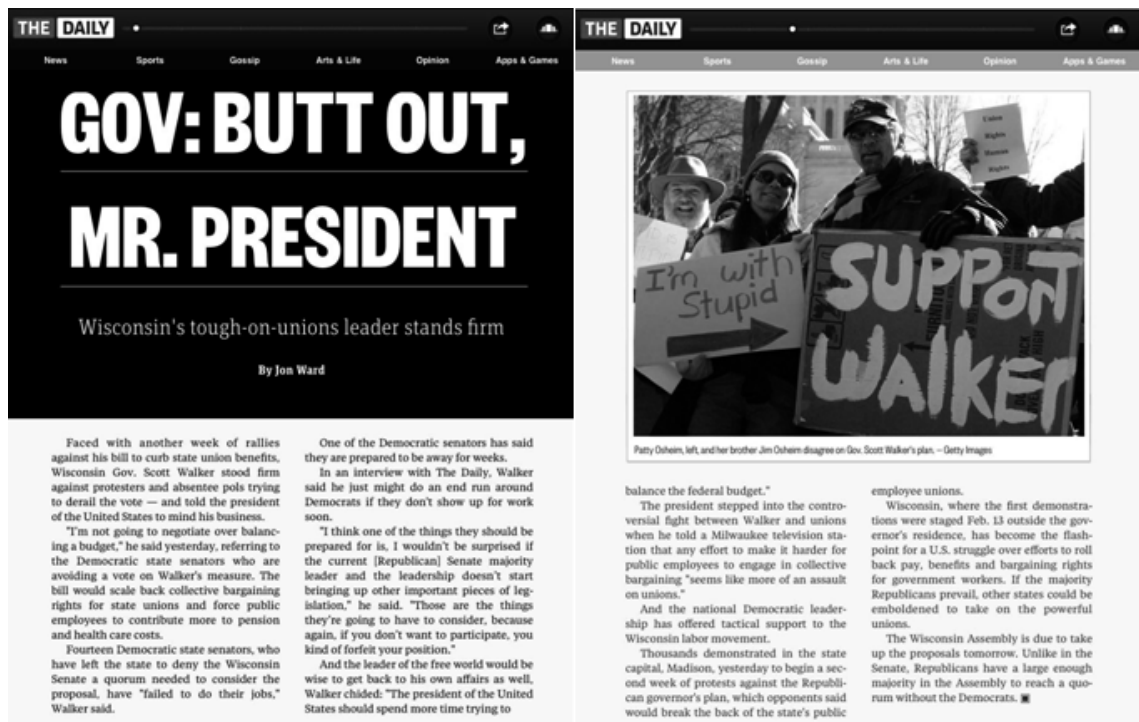 THE DAILY
News Sports Gossip Arts & Life Opinion Apps & Games
GOV: BUTT OUT,
MR. PRESIDENT
Wisconsin's tough-on-unions leader stands firm
By Jon Ward
Faced with another week of rallies
against his bill to curb state union benefits,
Wisconsin Gov. Scott Walker stood firm
against protesters and absentee pols trying
to derail the vote — and told the president
of the United States to mind his business.
"I'm not going to negotiate over balanc-
ing a budget," he said yesterday, referring to
the Democratic state senators who are
avoiding a vote on Walker's measure. The
bill would scale back collective bargaining
rights for state unions and force public
employees to contribute more to pension
and health care costs.
Fourteen Democratic state senators, who
have left the state to deny the Wisconsin
Senate a quorum needed to consider the
proposal, have "failed to do their jobs,"
Walker said.
One of the Democratic senators has said
they are prepared to be away for weeks.
In an interview with The Daily, Walker
said he just might do an end run around
Democrats if they don't show up for work
soon.
"I think one of the things they should be
prepared for is, I wouldn't be surprised if
the current [Republican] Senate majority
leader and the leadership doesn't start
bringing up other important pieces of leg-
islation," he said. "Those are the things
they're going to have to consider, because
again, if you don't want to participate, you
kind of forfeit your position."
And the leader of the free world would be
wise to get back to his own affairs as well,
Walker chided: "The president of the United
States should spend more time trying to
THE DAILY
News Sports Gossip Arts & Life Opinion Apps & Games
Union
Rights
Human
Rights
I'm with
Stupid
SUPPORT
WALKER
Patty Osheim, left, and her brother Jim Osheim disagree on Gov. Scott Walker's plan. – Getty Images
balance the federal budget."
The president stepped into the contro-
versial fight between Walker and unions
when he told a Milwaukee television sta-
tion that any effort to make it harder for
public employees to engage in collective
bargaining "seems like more of an assault
on unions."
And the national Democratic leader-
ship has offered tactical support to the
Wisconsin labor movement.
Thousands demonstrated in the state
capital, Madison, yesterday to begin a sec-
ond week of protests against the Republi-
can governor's plan, which opponents said
would break the back of the state's public
employee unions.
Wisconsin, where the first demonstra-
tions were staged Feb. 13 outside the gov-
ernor's residence, has become the flash-
point for a U.S. struggle over efforts to roll
back pay, benefits and bargaining rights
for government workers. If the majority
Republicans prevail, other states could be
emboldened to take on the powerful
unions.
The Wisconsin Assembly is due to take
up the proposals tomorrow. Unlike in the
Senate, Republicans have a large enough
majority in the Assembly to reach a quo-
rum without the Democrats.